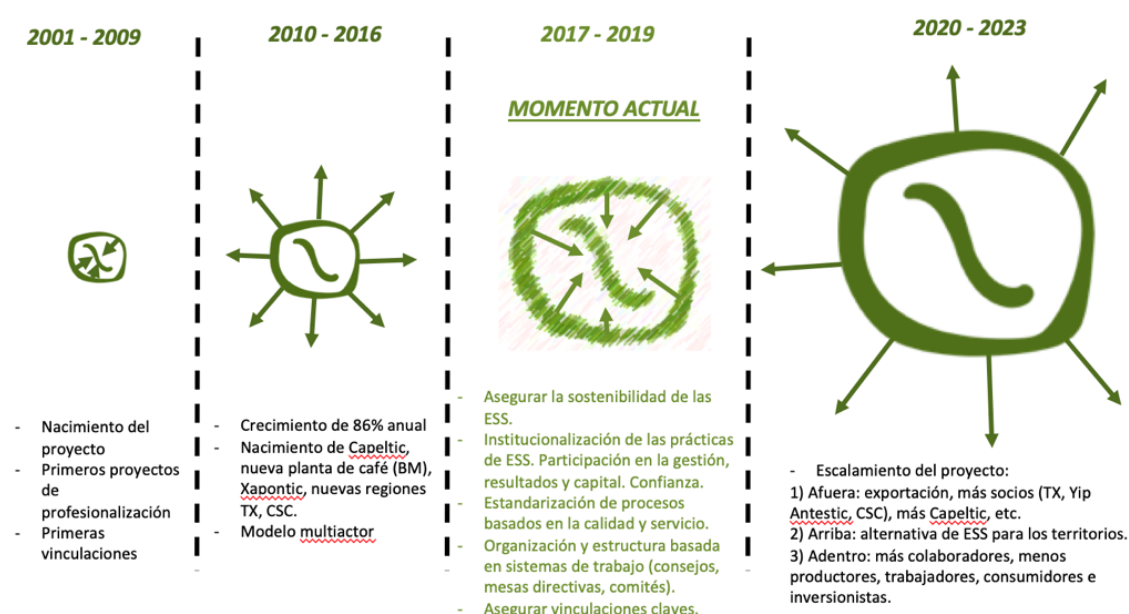 2001 - 2009
- Nacimiento del
proyecto
- Primeros proyectos
de
profesionalización
- Primeras
vinculaciones
2010 - 2016
- Crecimiento de 86% anual
- Nacimiento de Capeltic,
nueva planta de café (BM),
Xapontic, nuevas regiones
TX, CSC.
- Modelo multiactor
2017 - 2019
MOMENTO ACTUAL
- Asegurar la sostenibilidad de las
ESS.
- Institucionalización de las prácticas
de ESS. Participación en la gestión,
resultados y capital. Confianza.
- Estandarización de procesos
basados en la calidad y servicio.
- Organización y estructura basada
en sistemas de trabajo (consejos,
mesas directivas, comités).
- Asegurar vinculaciones claves.
2020 - 2023
- Escalamiento del proyecto:
1) Afuera: exportación, más socios (TX, Yip
Antestic, CSC), más Capeltic, etc.
2) Arriba: alternativa de ESS para los territorios.
3) Adentro: más colaboradores, menos
productores, trabajadores, consumidores e
inversionistas.